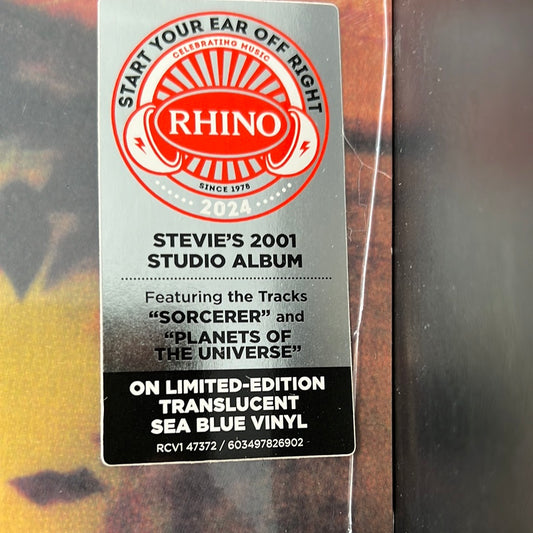 START YOUR EAR OFF RIGHT
CELEBRATING MUSIC
RHINO
SINCE 1978
2024
STEVIE'S 2001
STUDIO ALBUM
Featuring the Tracks
“SORCERER” and
“PLANETS OF
THE UNIVERSE”
ON LIMITED-EDITION
TRANSLUCENT
SEA BLUE VINYL
RCV1 47372 / 603497826902